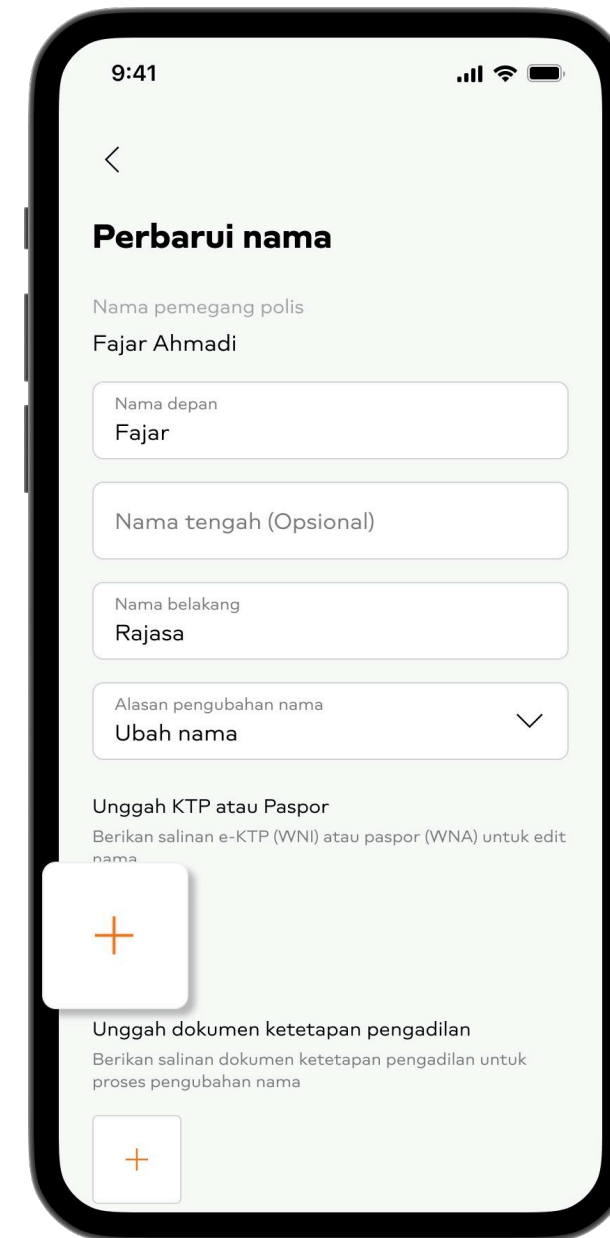 9:41
Perbarui nama
Nama pemegang polis
Fajar Ahmadi
Nama depan
Fajar
Nama tengah (Opsional)
Nama belakang
Rajasa
Alasan pengubahan nama
Ubah nama
Unggah KTP atau Paspor
Berikan salinan e-KTP (WNI) atau paspor (WNA) untuk edit
nama
Unggah dokumen ketetapan pengadilan
Berikan salinan dokumen ketetapan pengadilan untuk
proses pengubahan nama